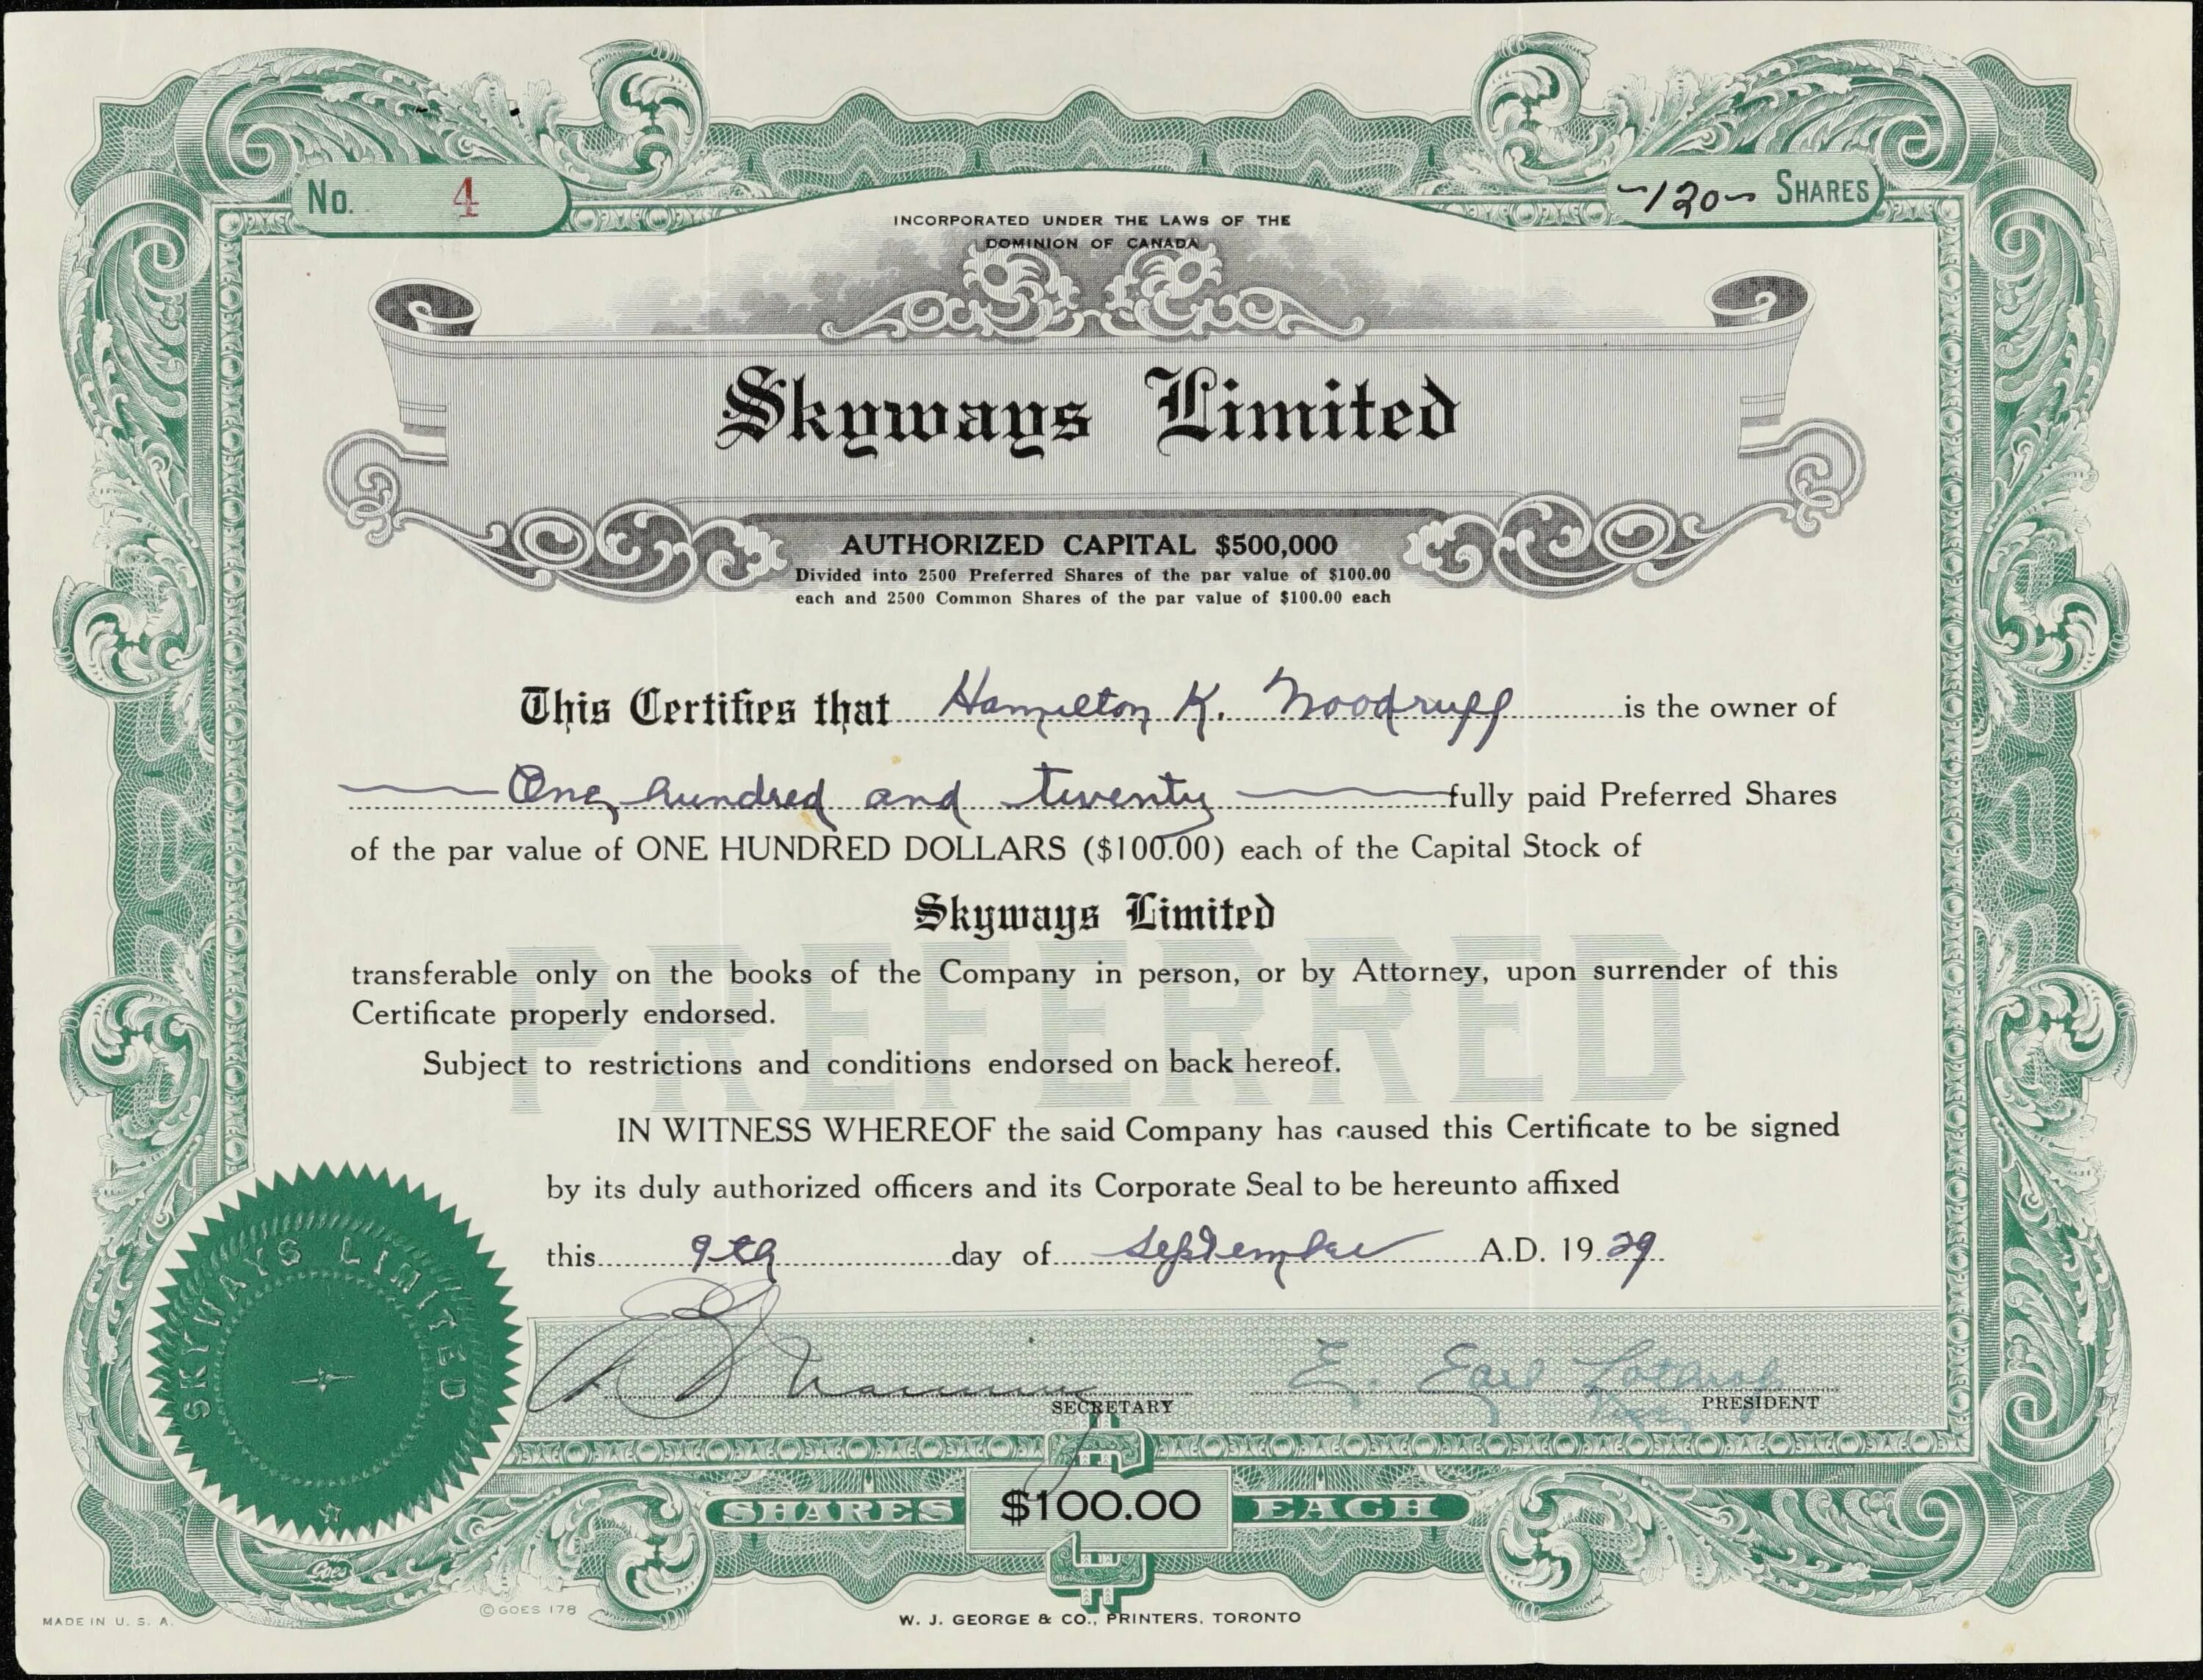 No. 4
-120- SHARES
INCORPORATED UNDER THE LAWS OF THE
DOMINION OF CANADA
Skyways Limited
AUTHORIZED CAPITAL $500,000
Divided into 2500 Preferred Shares of the par value of $100.00
each and 2500 Common Shares of the par value of $100.00 each
This Certifies that Hamilton K. Woodruff is the owner of
One hundred and twenty fully paid Preferred Shares
of the par value of ONE HUNDRED DOLLARS ($100.00) each of the Capital Stock of
Skyways Limited
PREFERRED
transferable only on the books of the Company in person, or by Attorney, upon surrender of this
Certificate properly endorsed.
Subject to restrictions and conditions endorsed on back hereof.
IN WITNESS WHEREOF the said Company has caused this Certificate to be signed
by its duly authorized officers and its Corporate Seal to be hereunto affixed
this 9th day of September A.D. 1929
SKYWAYS LIMITED
E. Earl Lothrop
SECRETARY
PRESIDENT
SHARES $100.00 EACH
Goes
© GOES 178
MADE IN U. S. A.
W. J. GEORGE & CO., PRINTERS, TORONTO